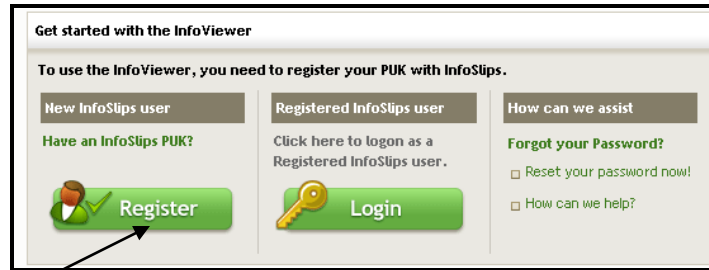 Get started with the InfoViewer
To use the InfoViewer, you need to register your PUK with InfoSlips.
New InfoSlips user
Have an InfoSlips PUK?
Register
Registered InfoSlips user
Click here to logon as a
Registered InfoSlips user.
Login
How can we assist
Forgot your Password?
Reset your password now!
How can we help?